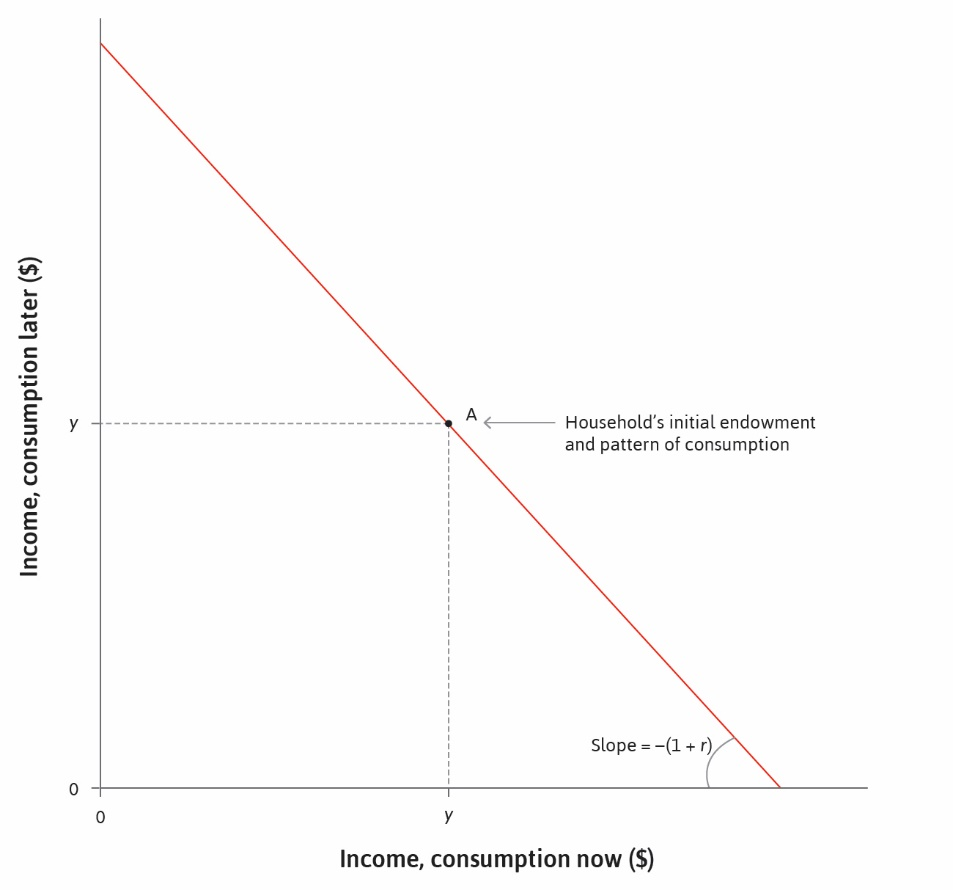 Income, consumption later ($)
y
A
Household’s initial endowment
and pattern of consumption
Slope = –(1 + r)
0
0
y
Income, consumption now ($)